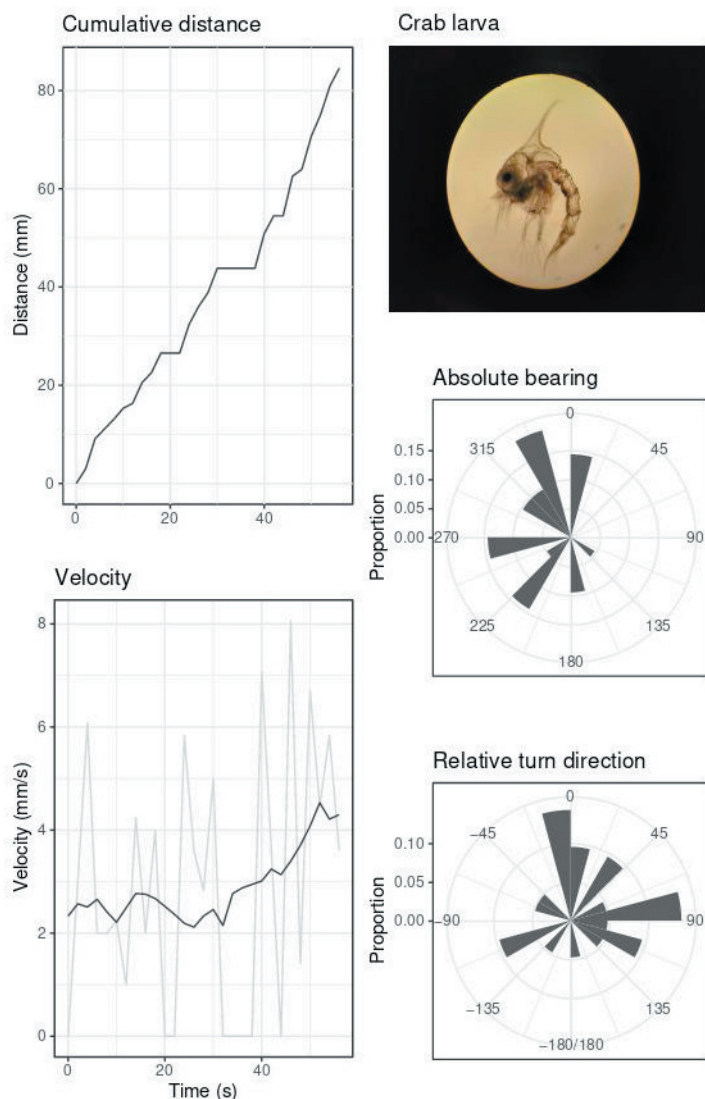 Cumulative distance
80
60
40
20
0
Distance (mm)
0 20 40
Crab larva
Absolute bearing
0
45
90
135
180
225
270
315
0.15
0.10
0.05
0.00
Proportion
Velocity
8
6
4
2
0
Velocity (mm/s)
0 20 40
Time (s)
Relative turn direction
0
45
90
135
−180/180
−135
−90
−45
0.10
0.05
0.00
Proportion